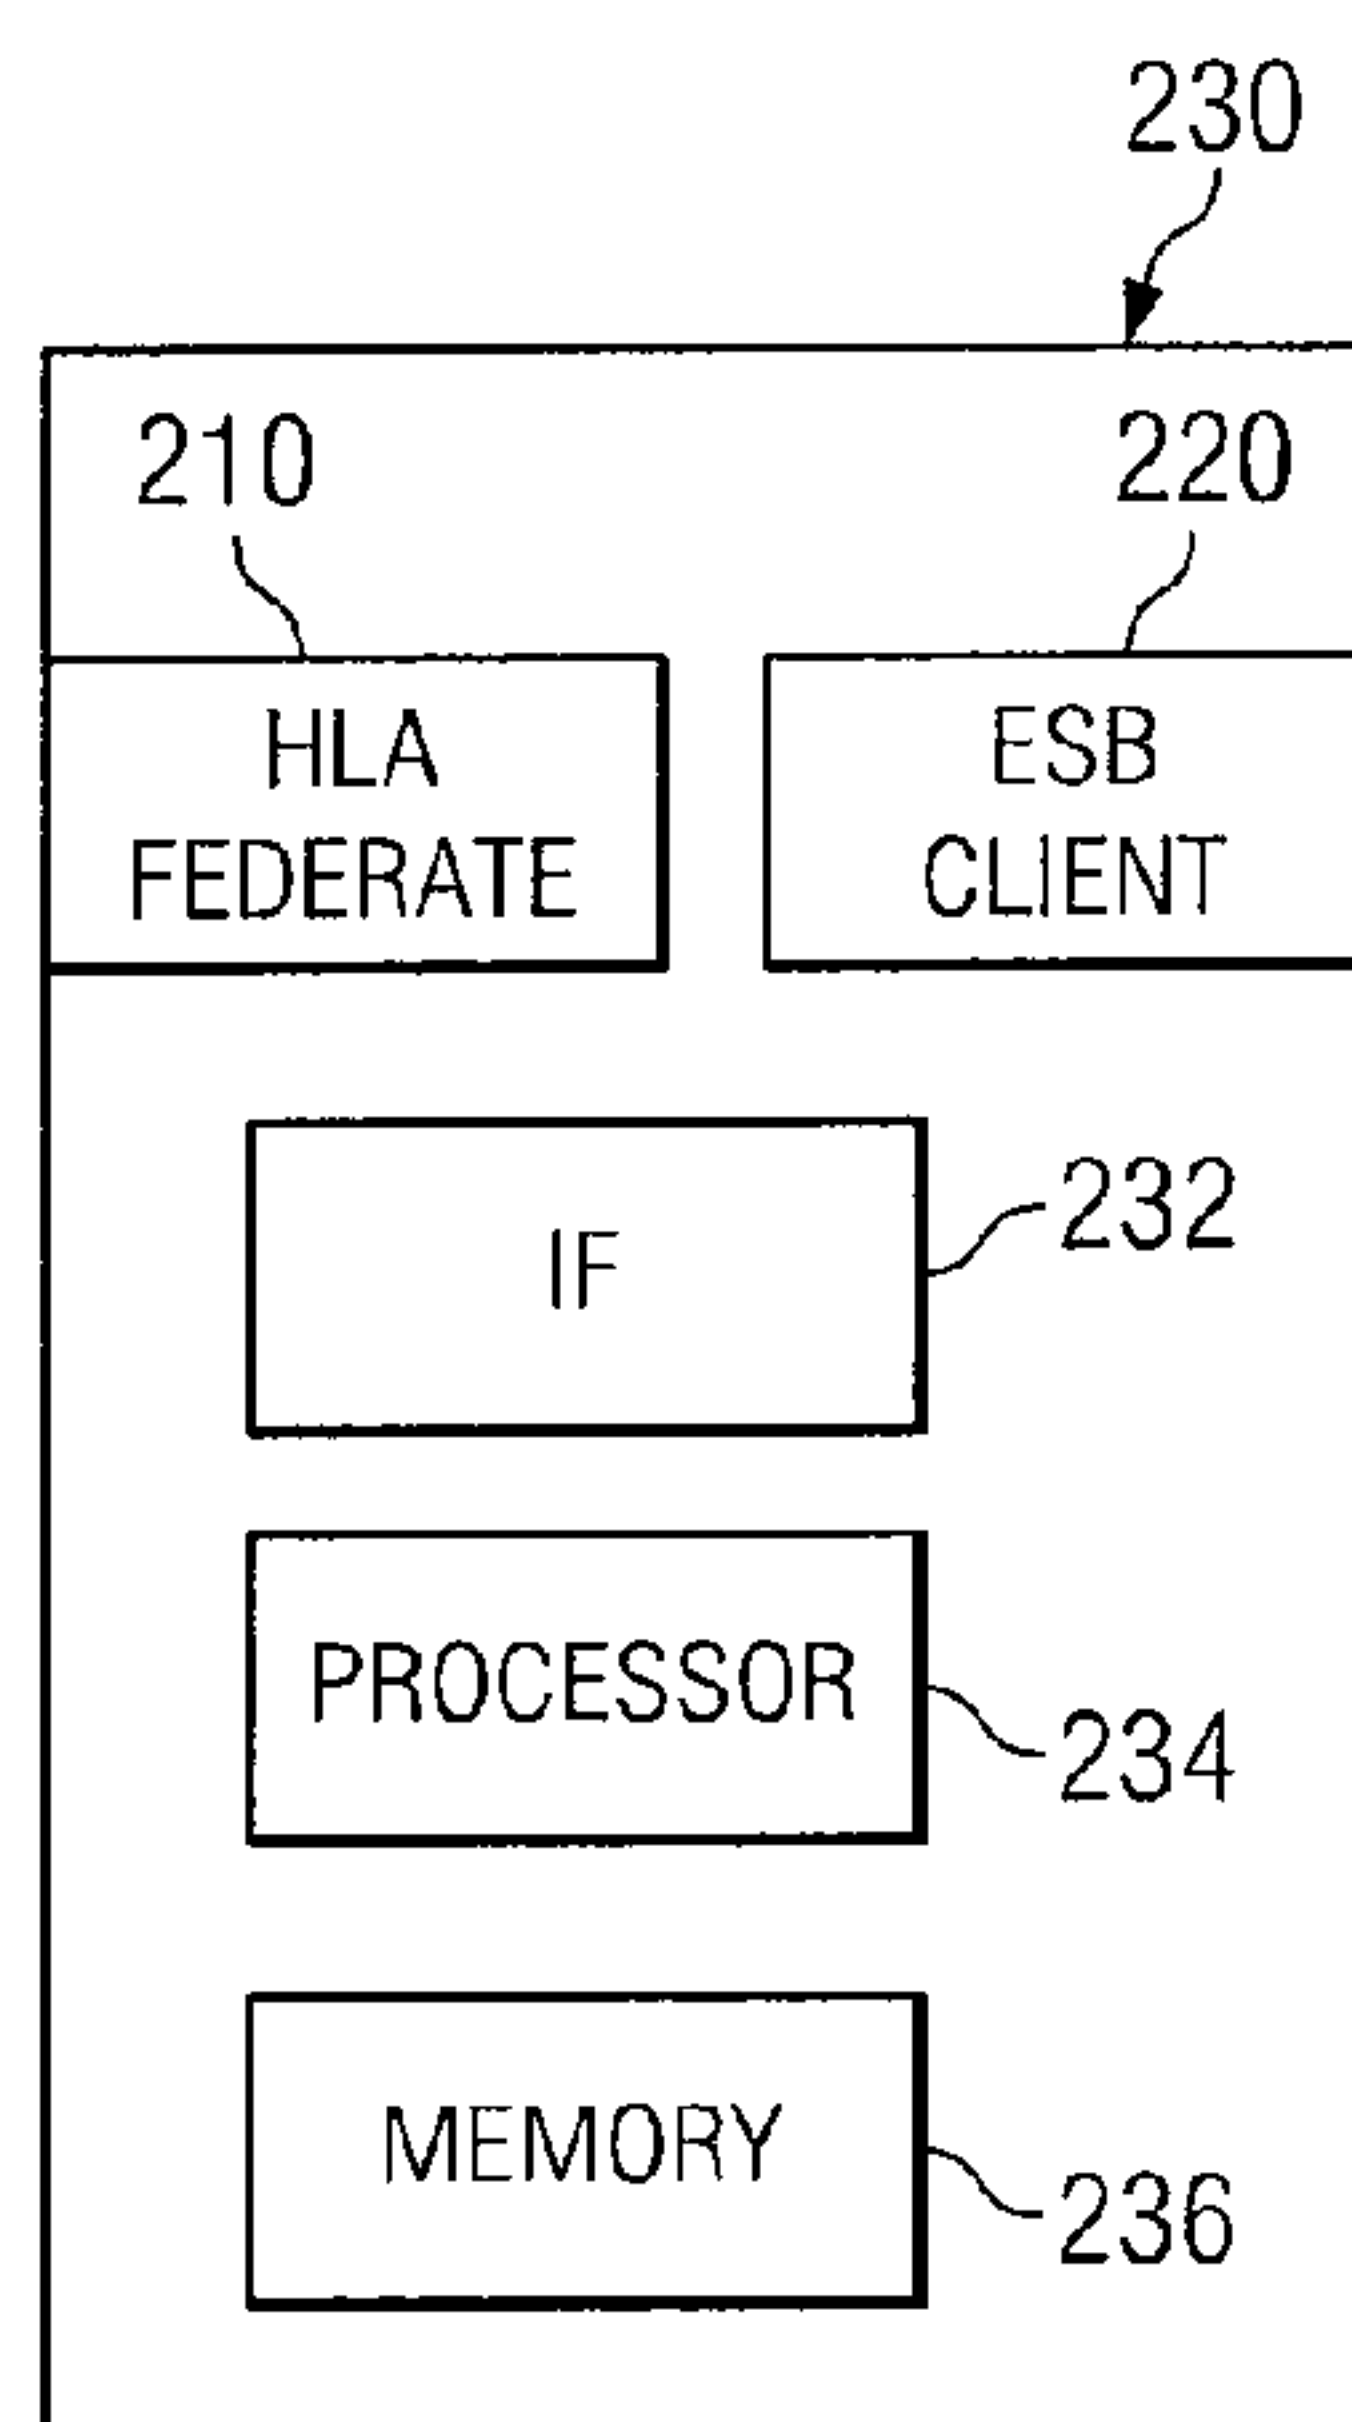 230
210
220
HLA
FEDERATE
ESB
CLIENT
IF
232
PROCESSOR
234
MEMORY
236